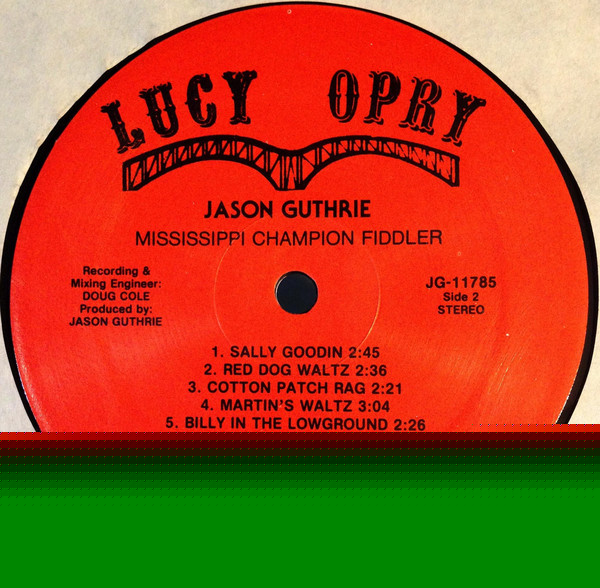 LUCY OPRY
JASON GUTHRIE
MISSISSIPPI CHAMPION FIDDLER
Recording &
Mixing Engineer:
DOUG COLE
Produced by:
JASON GUTHRIE
JG-11785
Side 2
STEREO
1. SALLY GOODIN 2:45
2. RED DOG WALTZ 2:36
3. COTTON PATCH RAG 2:21
4. MARTIN'S WALTZ 3:04
5. BILLY IN THE LOWGROUND 2:26